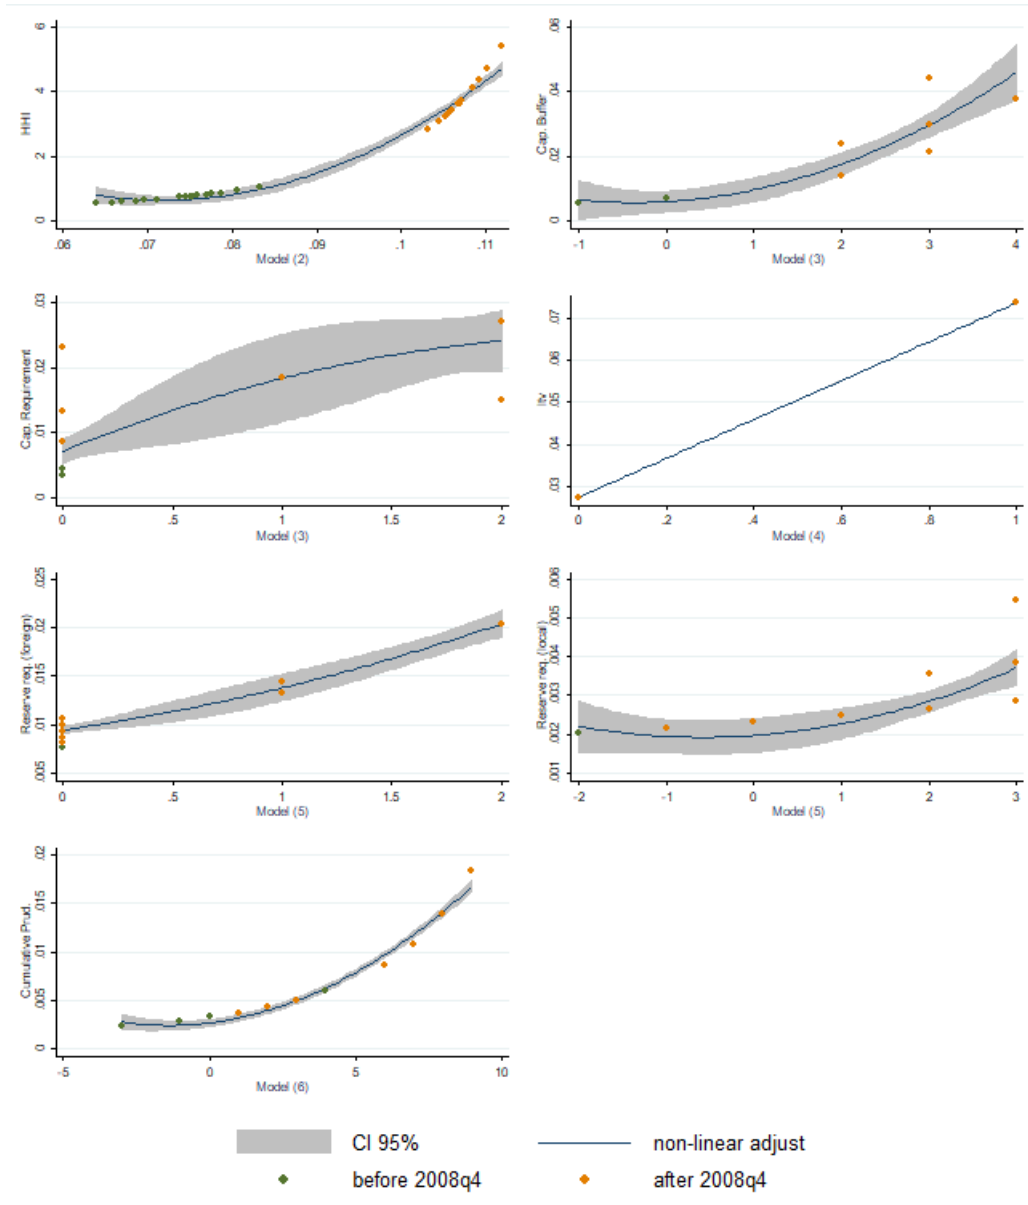 HHI
6
4
2
0
.06 .07 .08 .09 .1 .11
Model (2)
Cap. Buffer
.06
.04
.02
0
-1 0 1 2 3 4
Model (3)
Cap. Requirement
.03
.02
.01
0
0 .5 1 1.5 2
Model (3)
ltv
.07
.06
.05
.04
.03
0 .2 .4 .6 .8 1
Model (4)
Reserve req. (foreign)
.025
.02
.015
.01
.005
0 .5 1 1.5 2
Model (5)
Reserve req. (local)
.006
.005
.004
.003
.002
.001
-2 -1 0 1 2 3
Model (5)
Cumulative Prud.
.02
.015
.01
.005
0
-5 0 5 10
Model (6)
CI 95% non-linear adjust
before 2008q4 after 2008q4